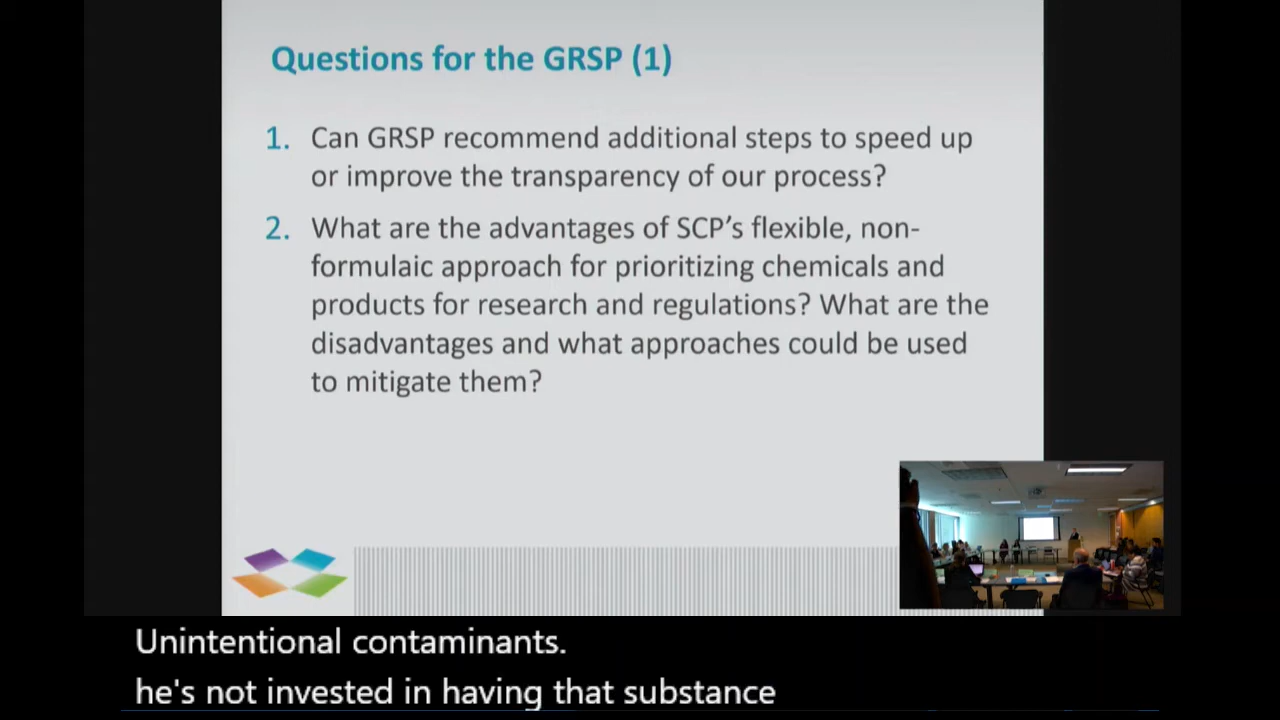 Questions for the GRSP (1)
1. Can GRSP recommend additional steps to speed up
or improve the transparency of our process?
2. What are the advantages of SCP’s flexible, non-
formulaic approach for prioritizing chemicals and
products for research and regulations? What are the
disadvantages and what approaches could be used
to mitigate them?
Unintentional contaminants.
he's not invested in having that substance